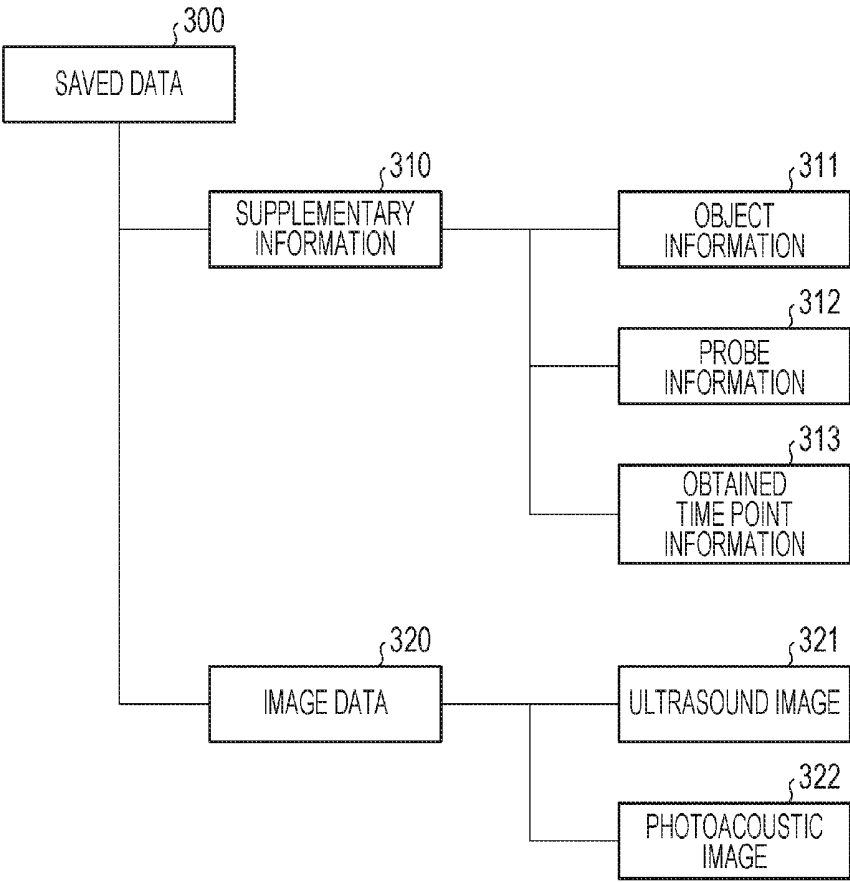 300
SAVED DATA
310
SUPPLEMENTARY
INFORMATION
311
OBJECT
INFORMATION
312
PROBE
INFORMATION
313
OBTAINED
TIME POINT
INFORMATION
320
IMAGE DATA
321
ULTRASOUND IMAGE
322
PHOTOACOUSTIC
IMAGE